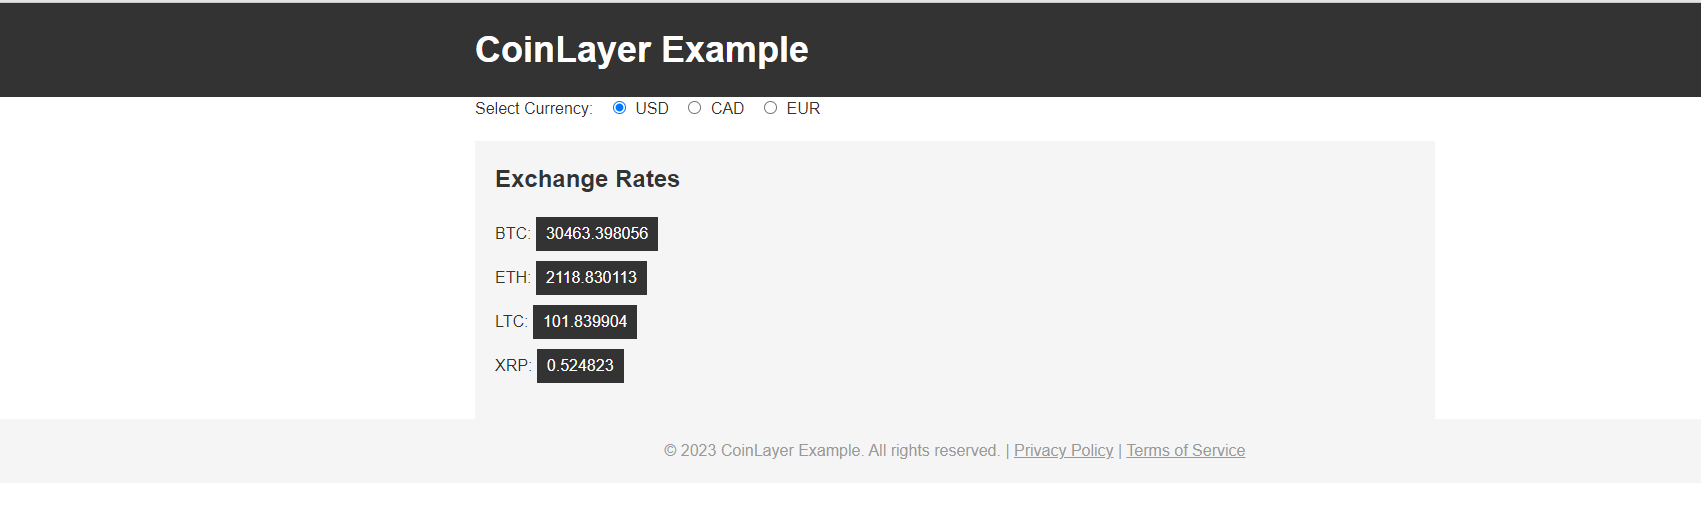 CoinLayer Example
Select Currency: USD CAD EUR
Exchange Rates
BTC: 30463.398056
ETH: 2118.830113
LTC: 101.839904
XRP: 0.524823
© 2023 CoinLayer Example. All rights reserved. | Privacy Policy | Terms of Service